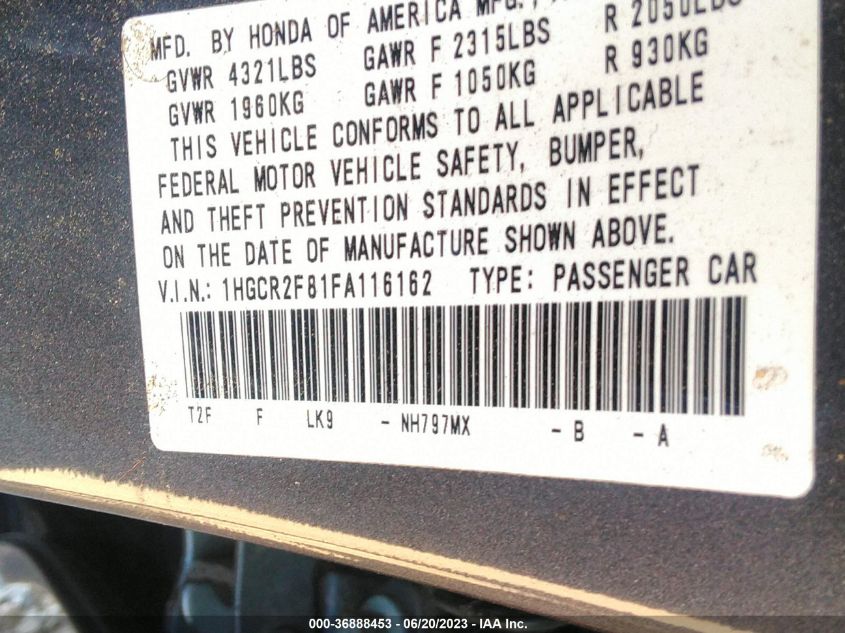 MFD. BY HONDA OF AMERICA MFG.,
GVWR 4321LBS GAWR F 2315LBS R 2050LBS
GVWR 1960KG GAWR F 1050KG R 930KG
THIS VEHICLE CONFORMS TO ALL APPLICABLE
FEDERAL MOTOR VEHICLE SAFETY, BUMPER,
AND THEFT PREVENTION STANDARDS IN EFFECT
ON THE DATE OF MANUFACTURE SHOWN ABOVE.
V.I.N.: 1HGCR2F81FA116162 TYPE: PASSENGER CAR
T2F F LK9 - NH797MX - B - A
000-36888453 - 06/20/2023 - IAA Inc.